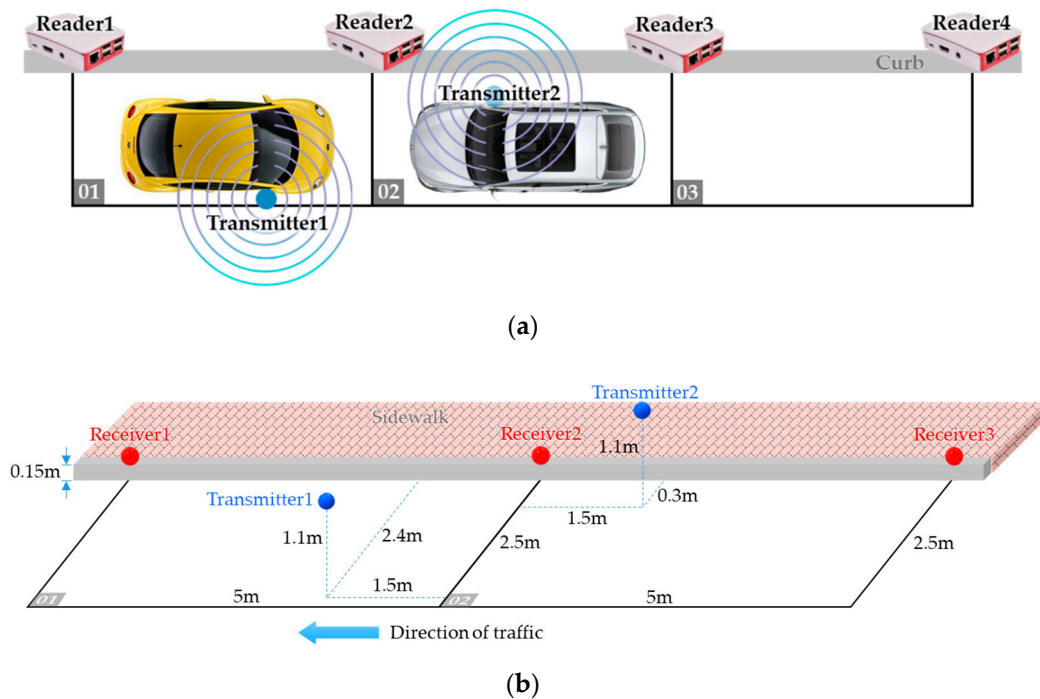 Reader1 Reader2 Reader3 Reader4
Curb
Transmitter2
01 02 03
Transmitter1
(a)
Transmitter2
Sidewalk
Receiver1 Receiver2 Receiver3
1.1m
0.15m
Transmitter1
0.3m
1.5m
1.1m 2.4m 2.5m 2.5m
1.5m
01 5m 02 5m
Direction of traffic
(b)